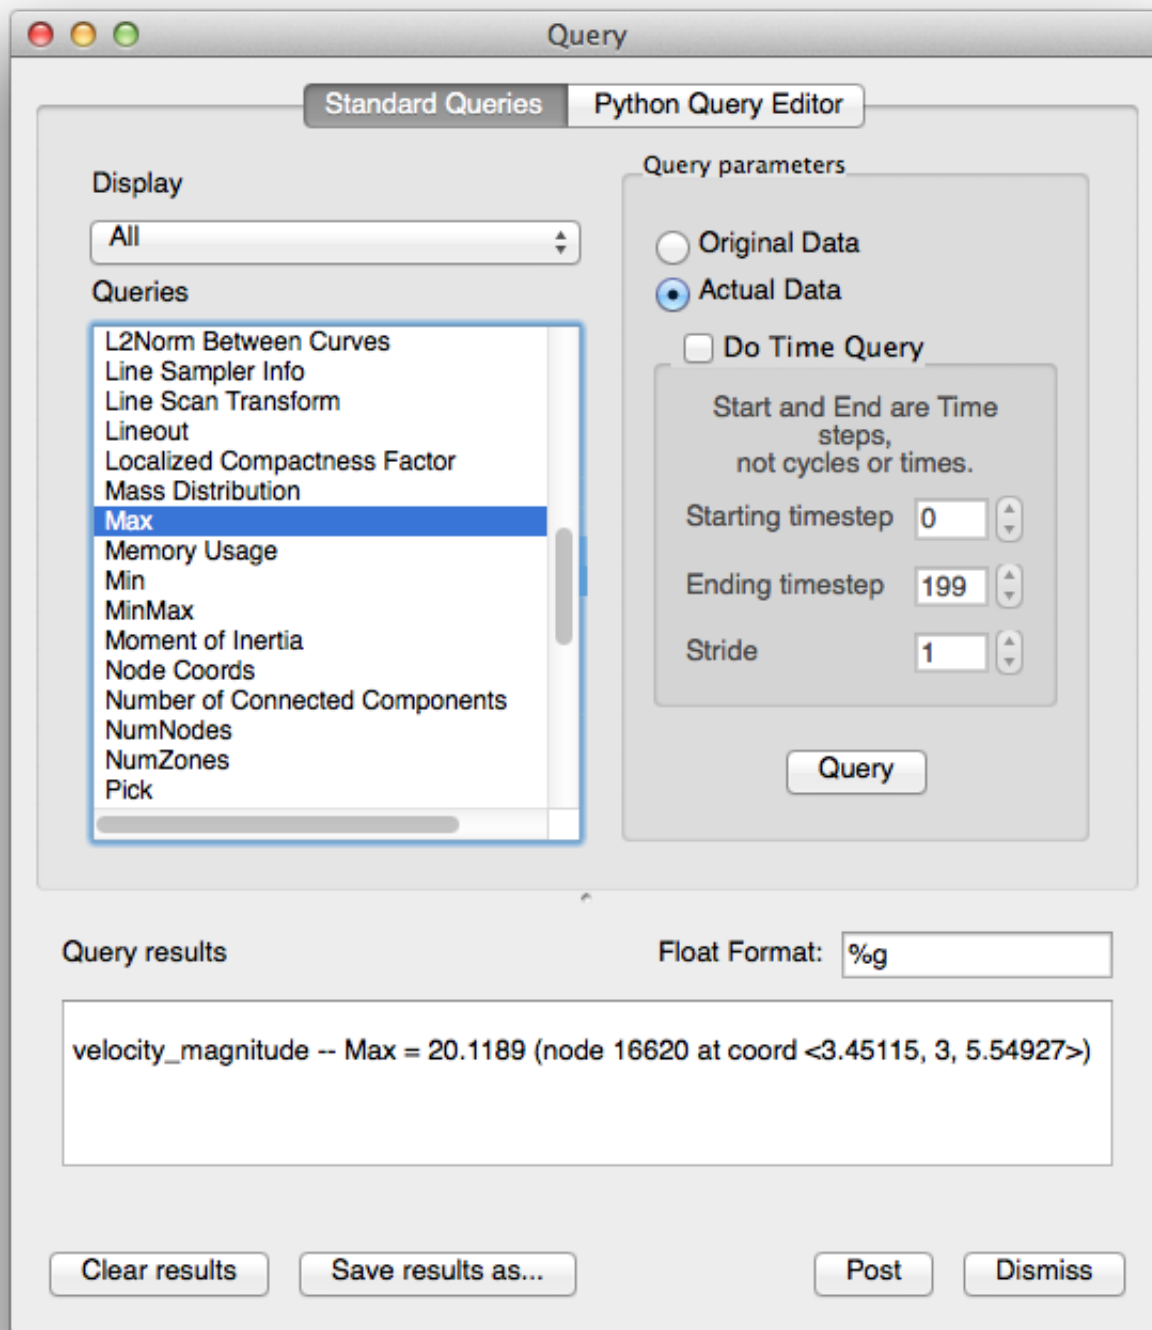 Query
Standard Queries
Python Query Editor
Display
All
Queries
L2Norm Between Curves
Line Sampler Info
Line Scan Transform
Lineout
Localized Compactness Factor
Mass Distribution
Max
Memory Usage
Min
MinMax
Moment of Inertia
Node Coords
Number of Connected Components
NumNodes
NumZones
Pick
Query parameters
Original Data
Actual Data
Do Time Query
Start and End are Time
steps,
not cycles or times.
Starting timestep 0
Ending timestep 199
Stride 1
Query
Query results
Float Format: %g
velocity_magnitude -- Max = 20.1189 (node 16620 at coord <3.45115, 3, 5.54927>)
Clear results
Save results as...
Post
Dismiss